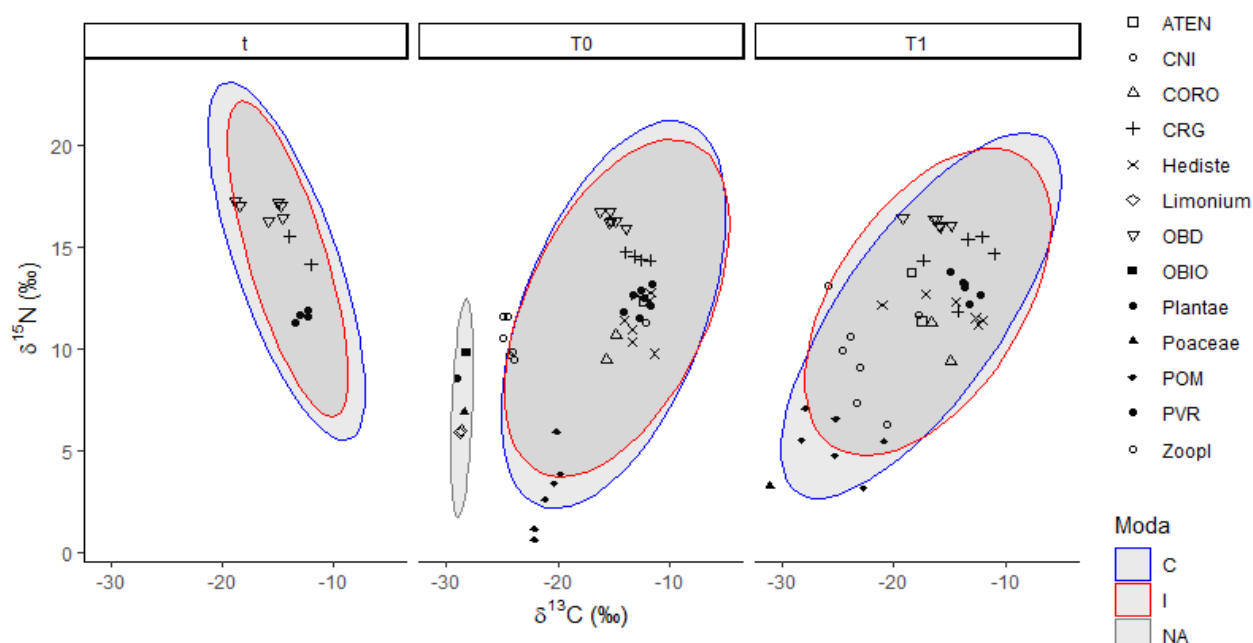 t T0 T1
δ15N (‰)
20
15
10
5
0
-30 -20 -10 -30 -20 -10 -30 -20 -10
δ13C (‰)
ATEN
CNI
CORO
CRG
Hediste
Limonium
OBD
OBIO
Plantae
Poaceae
POM
PVR
Zoopl
Moda
C
I
NA